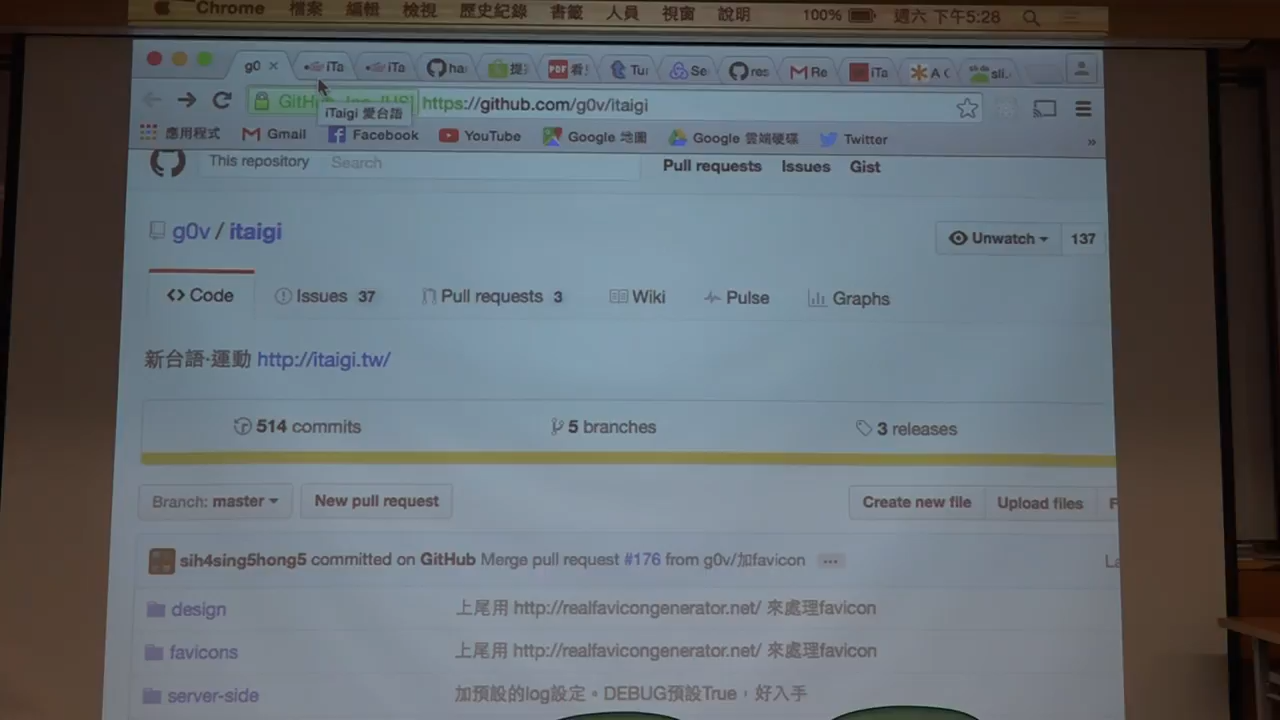 Chrome 檔案 編輯 檢視 歷史紀錄 書籤 人員 視窗 說明 100% 週六 下午5:28
g0 iTa iTa ha 提 PDF 看 Tur Se res Re iTa A sli.
https://github.com/g0v/itaigi
iTaigi 愛台語
應用程式 Gmail Facebook YouTube Google 地圖 Google 雲端硬碟 Twitter »
This repository Search Pull requests Issues Gist
g0v / itaigi Unwatch 137
Code Issues 37 Pull requests 3 Wiki Pulse Graphs
新台語·運動 http://itaigi.tw/
514 commits 5 branches 3 releases
Branch: master New pull request Create new file Upload files F
sih4sing5hong5 committed on GitHub Merge pull request #176 from g0v/加favicon ••• La
design 上尾用 http://realfavicongenerator.net/ 來處理favicon
favicons 上尾用 http://realfavicongenerator.net/ 來處理favicon
server-side 加預設的log設定。DEBUG預設True,好入手